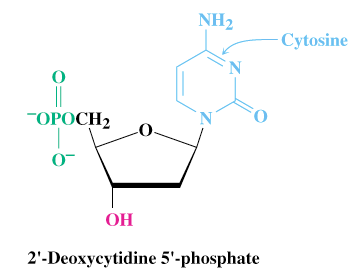 NH2
Cytosine
N
O
N
O
⁻OPOCH2
O
O⁻
OH
2'-Deoxycytidine 5'-phosphate